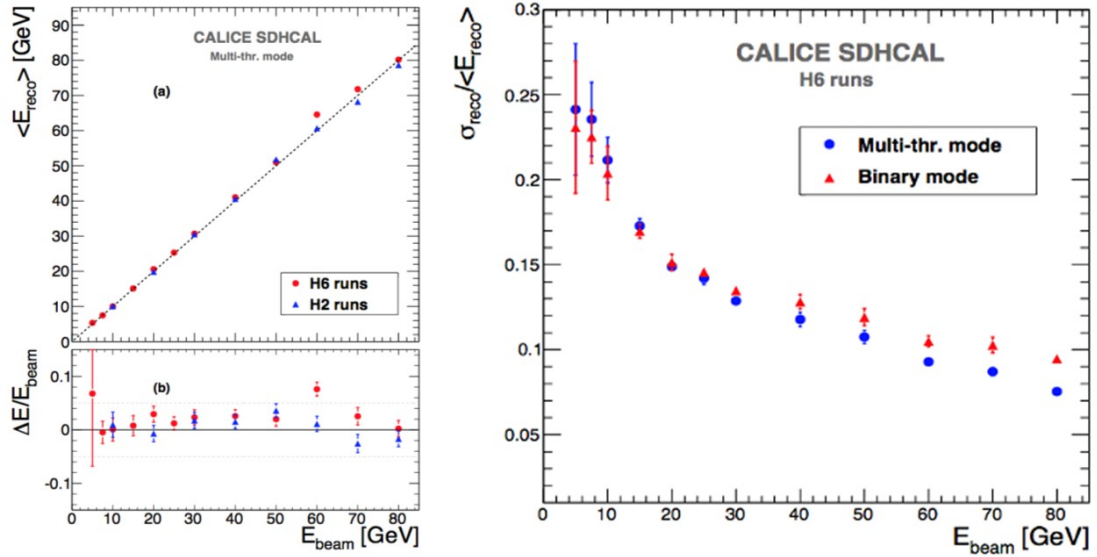 <E_reco> [GeV]
90
80
70
60
50
40
30
20
10
0
CALICE SDHCAL
Multi-thr. mode
(a)
H6 runs
H2 runs
ΔE/E_beam
0.1
0
-0.1
(b)
0 10 20 30 40 50 60 70 80
E_beam [GeV]
σ_reco/<E_reco>
0.3
0.25
0.2
0.15
0.1
0.05
CALICE SDHCAL
H6 runs
Multi-thr. mode
Binary mode
0 10 20 30 40 50 60 70 80
E_beam [GeV]